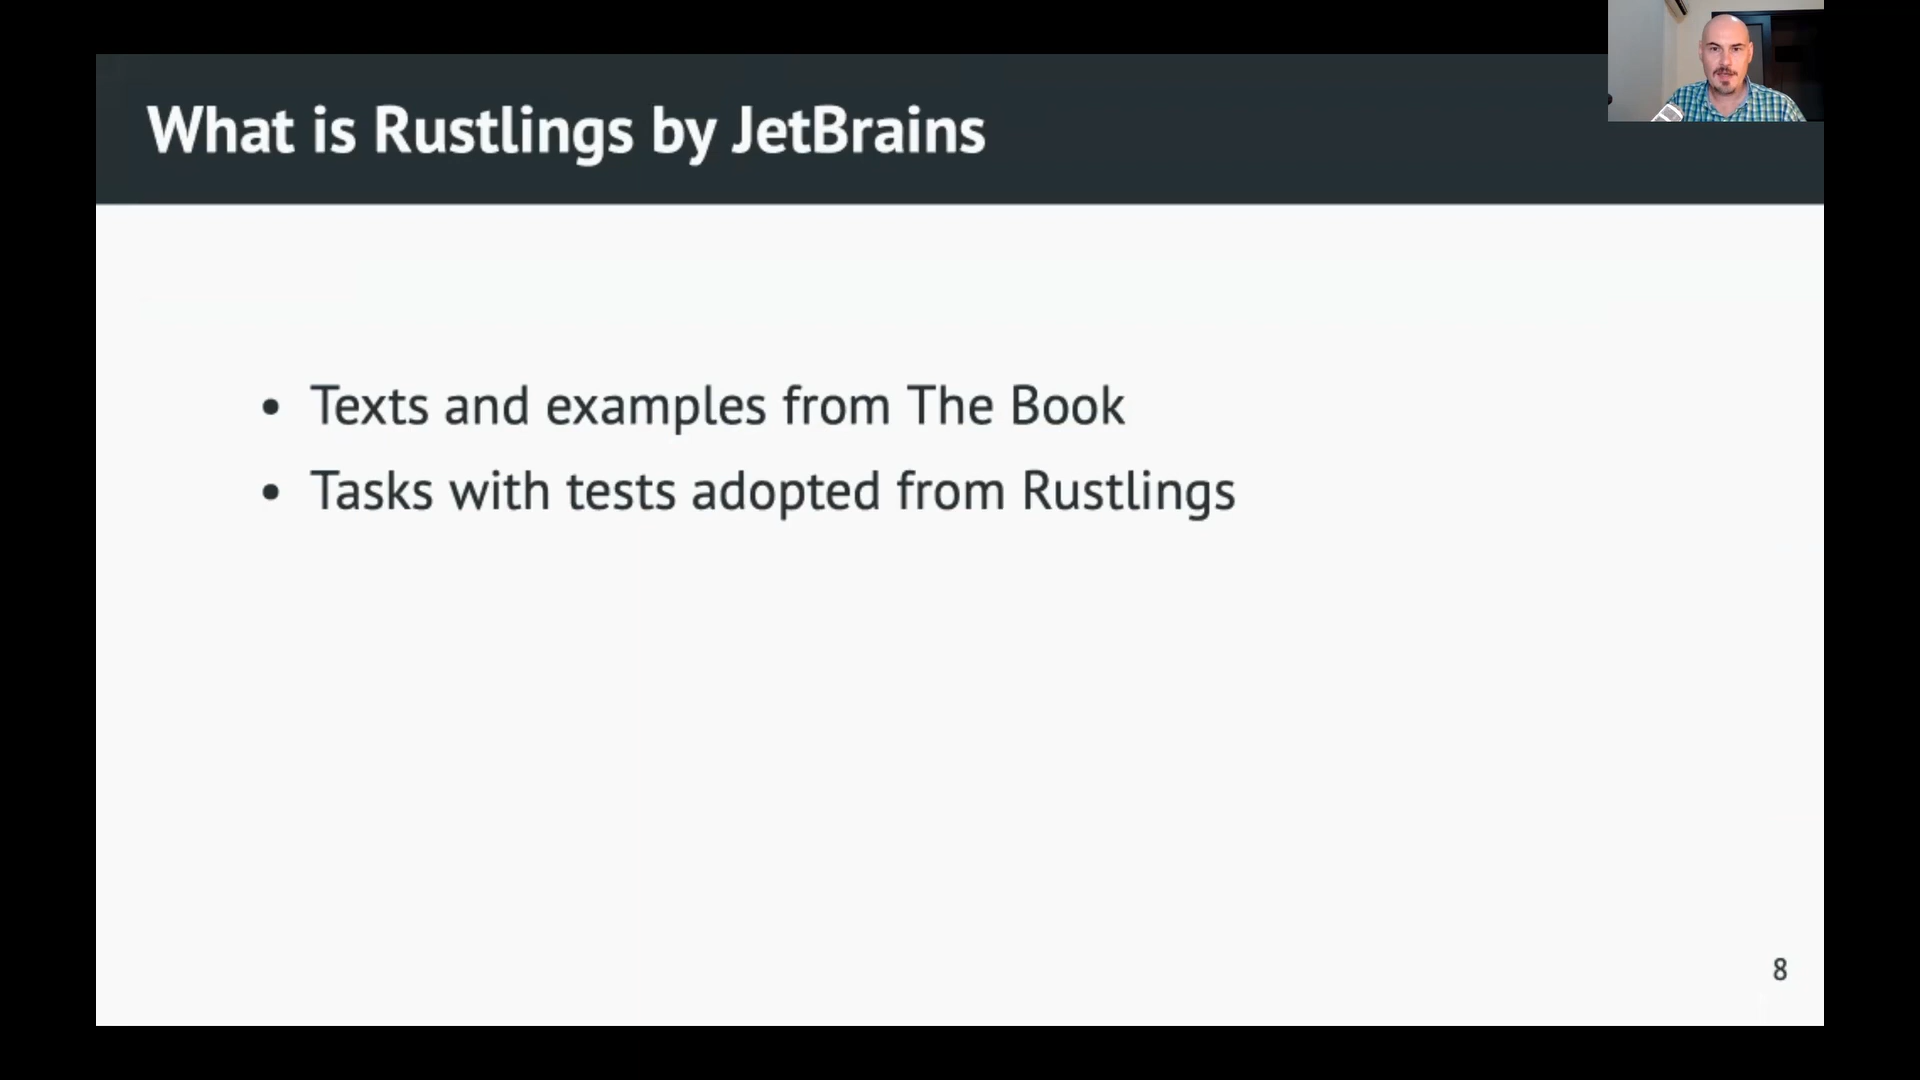 What is Rustlings by JetBrains
• Texts and examples from The Book
• Tasks with tests adopted from Rustlings
8